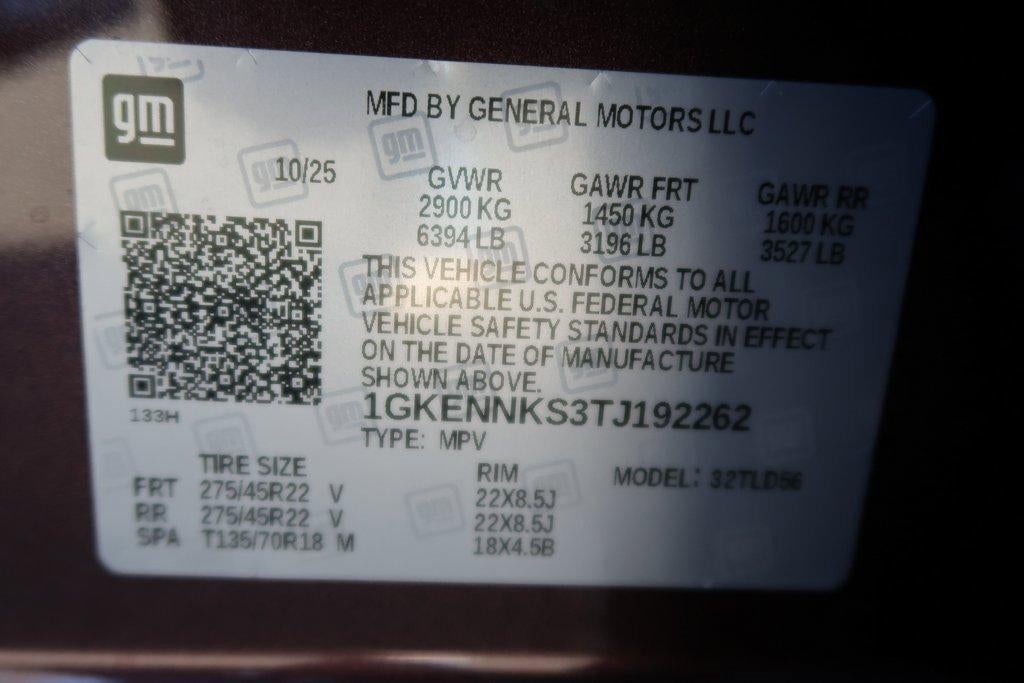 gm
MFD BY GENERAL MOTORS LLC
10/25
GVWR GAWR FRT GAWR RR
2900 KG 1450 KG 1600 KG
6394 LB 3196 LB 3527 LB
THIS VEHICLE CONFORMS TO ALL
APPLICABLE U.S. FEDERAL MOTOR
VEHICLE SAFETY STANDARDS IN EFFECT
ON THE DATE OF MANUFACTURE
SHOWN ABOVE.
133H
1GKENNKS3TJ192262
TYPE: MPV
TIRE SIZE RIM MODEL: 32TLD56
FRT 275/45R22 V 22X8.5J
RR 275/45R22 V 22X8.5J
SPA T135/70R18 M 18X4.5B